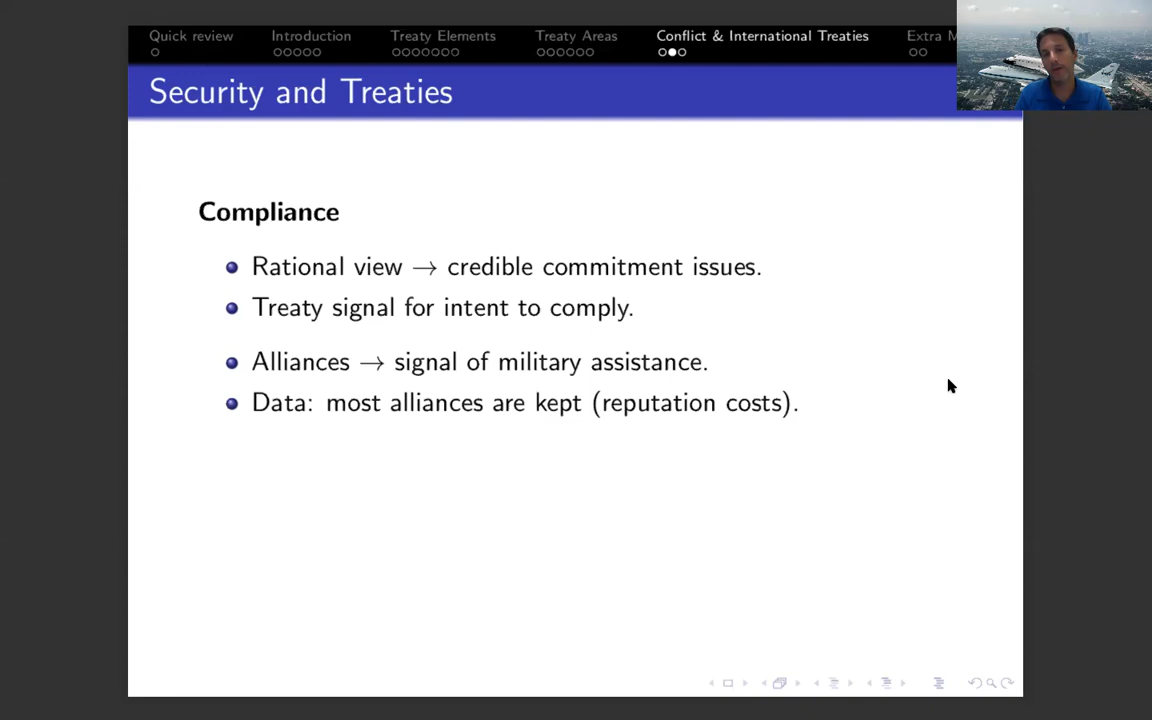 Quick review Introduction Treaty Elements Treaty Areas Conflict & International Treaties Extra M
Security and Treaties
Compliance
Rational view → credible commitment issues.
Treaty signal for intent to comply.
Alliances → signal of military assistance.
Data: most alliances are kept (reputation costs).